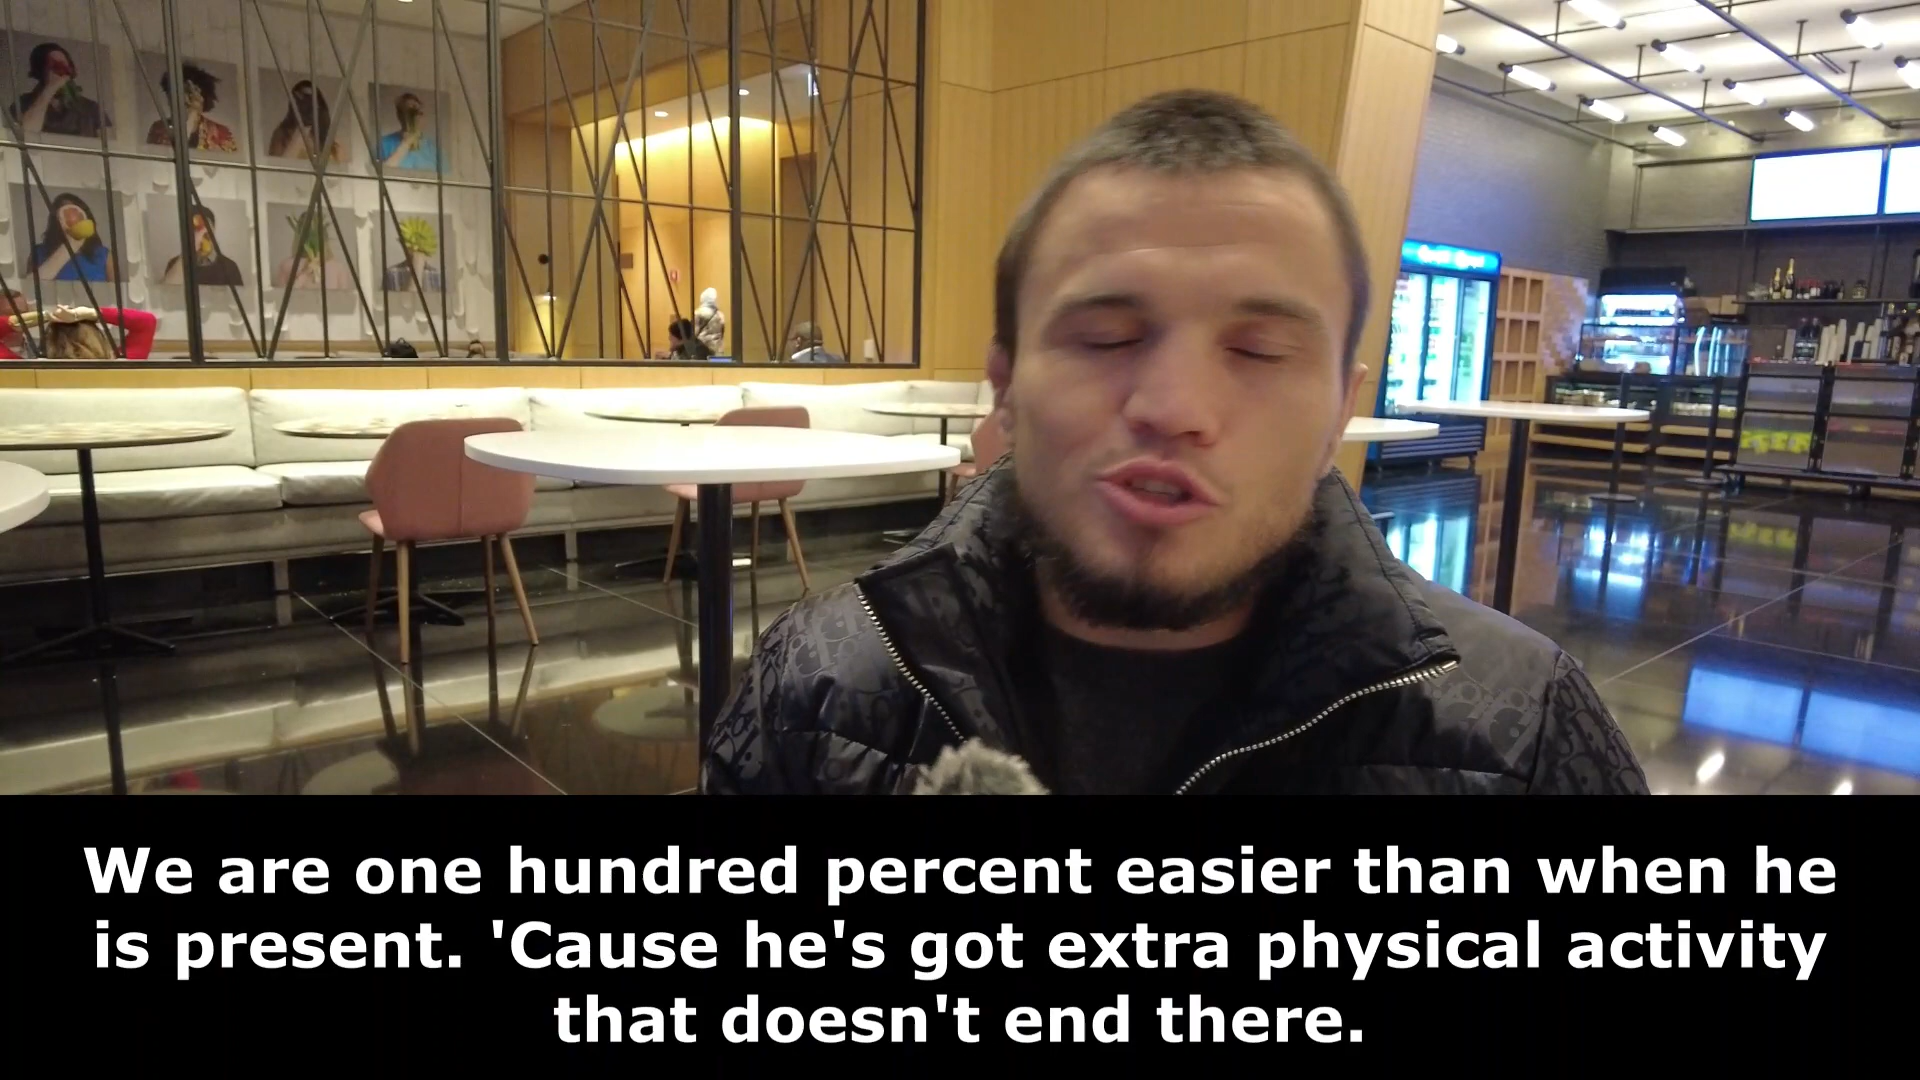 We are one hundred percent easier than when he
is present. 'Cause he's got extra physical activity
that doesn't end there.